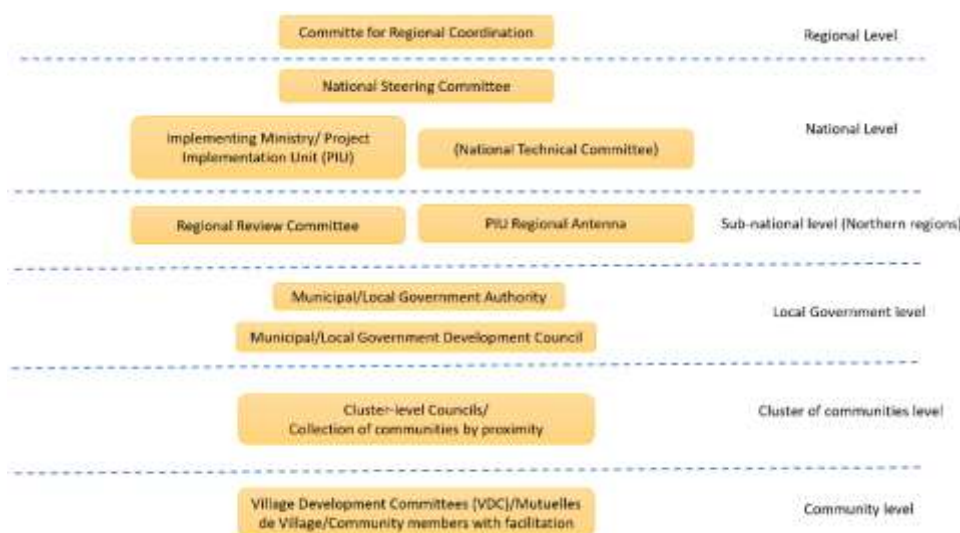 Committe for Regional Coordination
Regional Level
National Steering Committee
Implementing Ministry/ Project
Implementation Unit (PIU)
(National Technical Committee)
National Level
Regional Review Committee
PIU Regional Antenna
Sub-national level (Northern regions)
Municipal/Local Government Authority
Municipal/Local Government Development Council
Local Government level
Cluster-level Councils/
Collection of communities by proximity
Cluster of communities level
Village Development Committees (VDC)/Mutuelles
de Village/Community members with facilitation
Community level